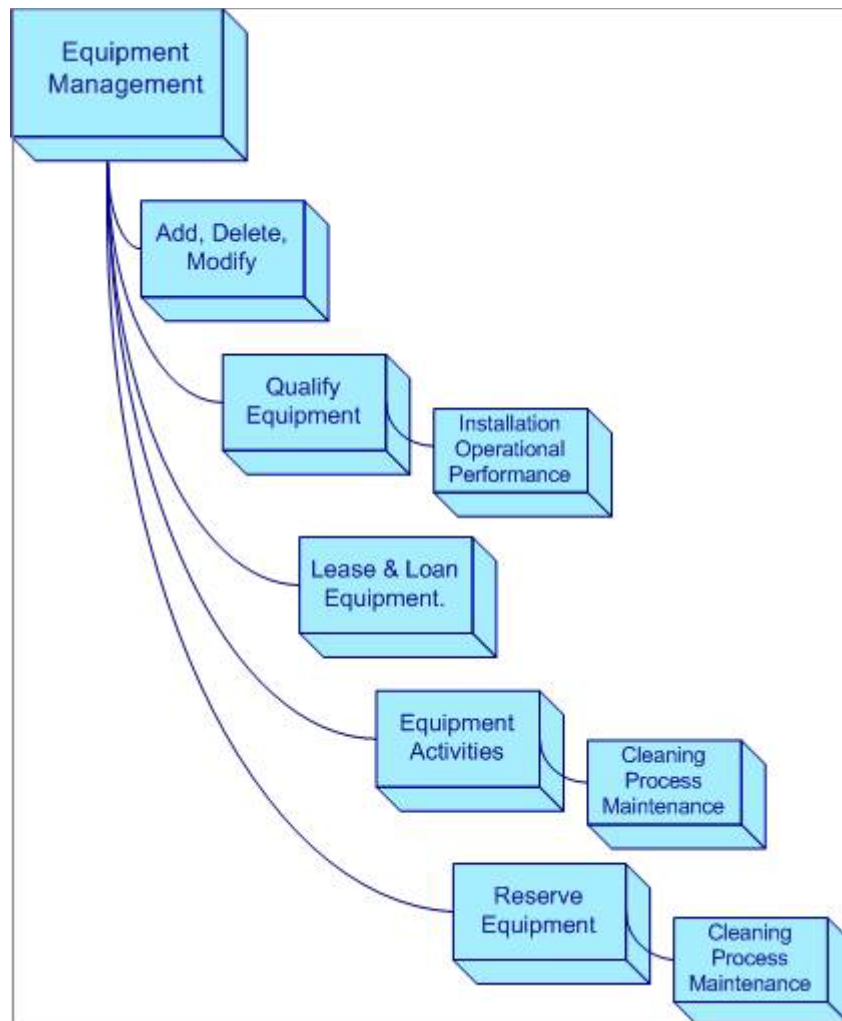 Equipment
Management
Add, Delete,
Modify
Qualify
Equipment
Installation
Operational
Performance
Lease & Loan
Equipment.
Equipment
Activities
Cleaning
Process
Maintenance
Reserve
Equipment
Cleaning
Process
Maintenance